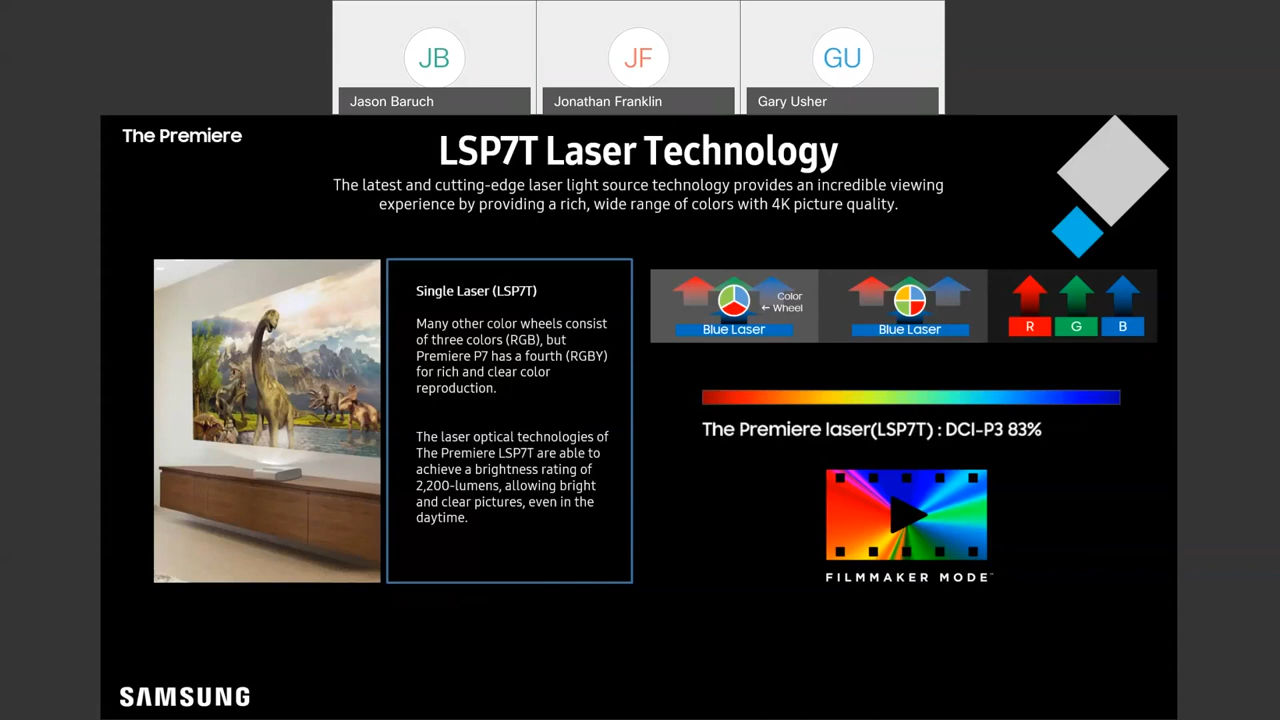 JB
JF
GU
Jason Baruch
Jonathan Franklin
Gary Usher
The Premiere
LSP7T Laser Technology
The latest and cutting-edge laser light source technology provides an incredible viewing
experience by providing a rich, wide range of colors with 4K picture quality.
Single Laser (LSP7T)
Many other color wheels consist
of three colors (RGB), but
Premiere P7 has a fourth (RGBY)
for rich and clear color
reproduction.
The laser optical technologies of
The Premiere LSP7T are able to
achieve a brightness rating of
2,200-lumens, allowing bright
and clear pictures, even in the
daytime.
Color
← Wheel
Blue Laser
Blue Laser
R
G
B
The Premiere laser(LSP7T) : DCI-P3 83%
FILMMAKER MODE™
SAMSUNG